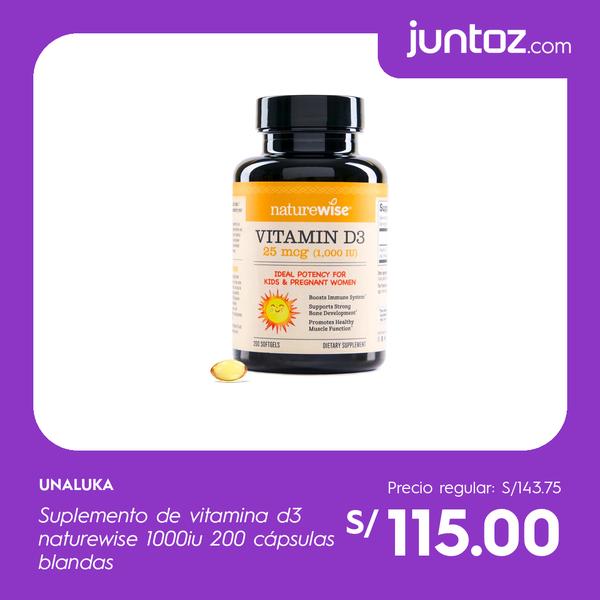 juntoz.com
naturewise®
VITAMIN D3
25 mcg (1,000 IU)
IDEAL POTENCY FOR
KIDS & PREGNANT WOMEN
Boosts Immune System*
Supports Strong
Bone Development*
Promotes Healthy
Muscle Function*
200 SOFTGELS DIETARY SUPPLEMENT
UNALUKA
Suplemento de vitamina d3
naturewise 1000iu 200 cápsulas
blandas
Precio regular: S/143.75
S/ 115.00